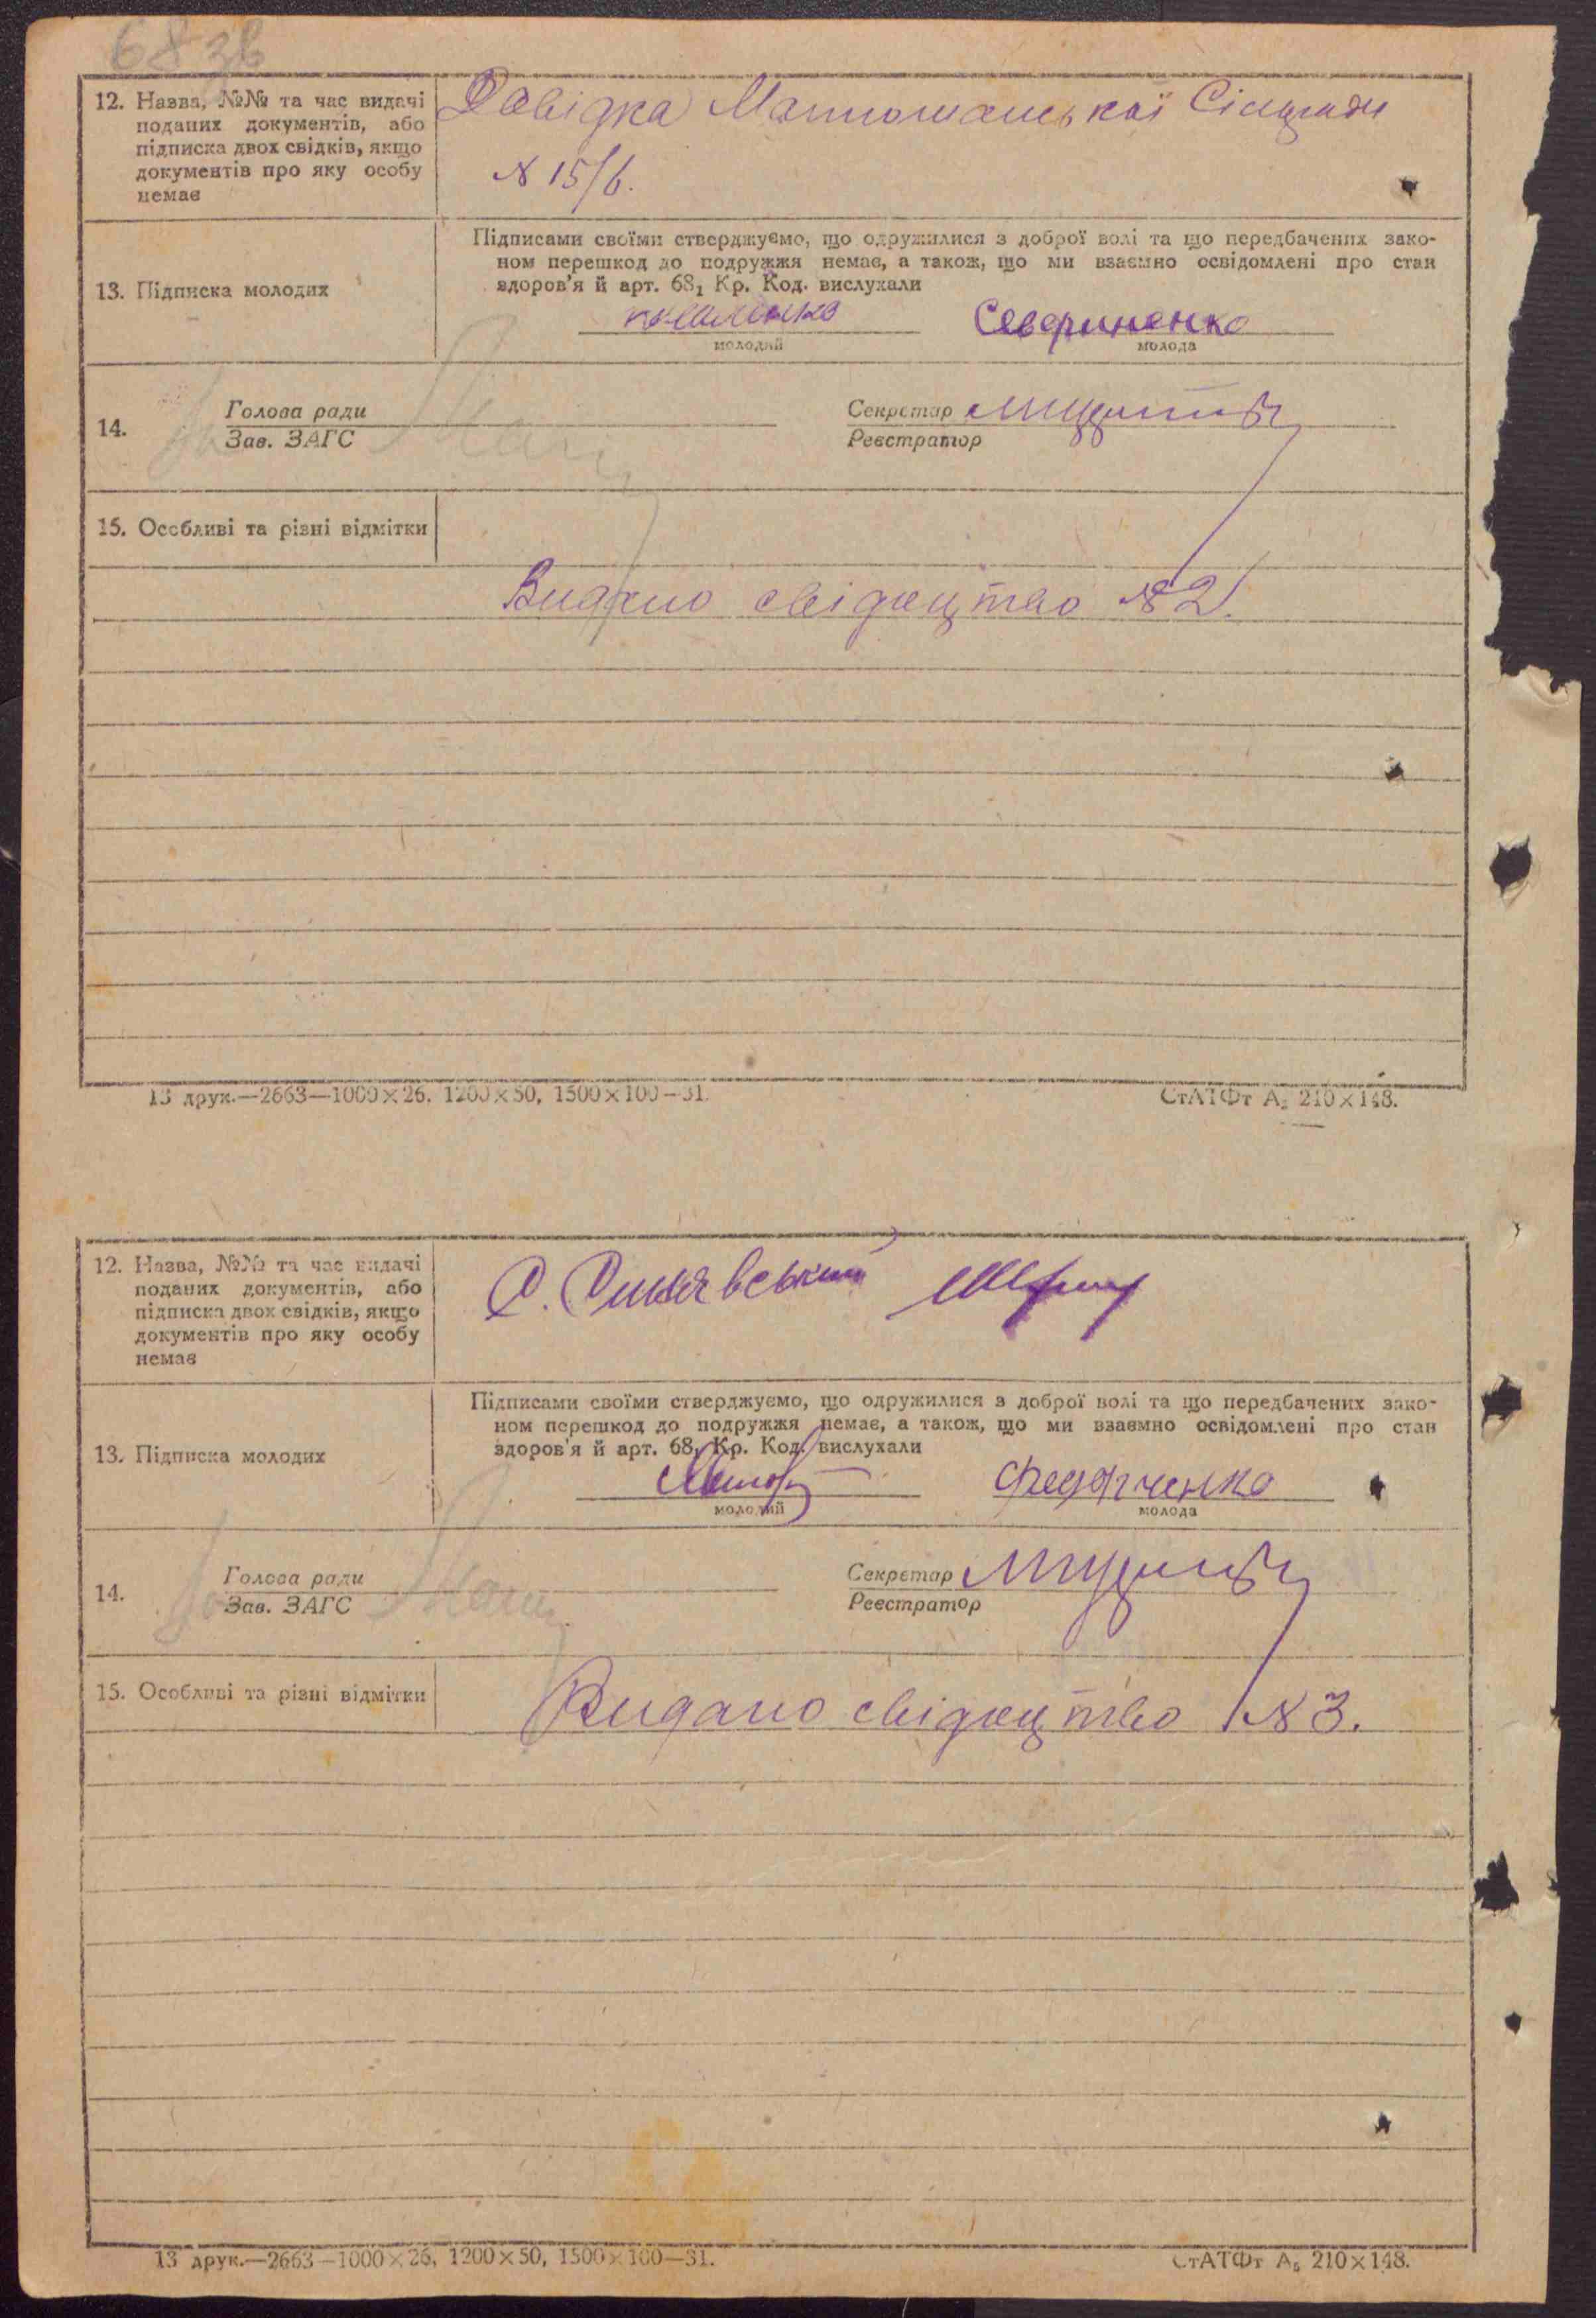 68 зв
12. Назва, №№ та час видачі
поданих документів, або
підписка двох свідків, якщо
документів про яку особу
немає
Довідка Сільради
№ 15/6.
13. Підписка молодих
Підписами своїми стверджуємо, що одружилися з доброї волі та що передбачених зако-
ном перешкод до подружжя немає, а також, що ми взаємно освідомлені про стан
здоров'я й арт. 68₁ Кр. Код. вислухали
Севериненко
молодий молода
14. Голова ради Секретар
Зав. ЗАГС Реєстратор
15. Особливі та різні відмітки
Видано свідоцтво №2.
13 друк.—2663—1000×26, 1200×50, 1500×100—31. СтАТФт А₅ 210×148.
12. Назва, №№ та час видачі
поданих документів, або
підписка двох свідків, якщо
документів про яку особу
немає
С. Синявський
13. Підписка молодих
Підписами своїми стверджуємо, що одружилися з доброї волі та що передбачених зако-
ном перешкод до подружжя немає, а також, що ми взаємно освідомлені про стан
здоров'я й арт. 68₁ Кр. Код. вислухали
Федорченко
молодий молода
14. Голова ради Секретар
Зав. ЗАГС Реєстратор
15. Особливі та різні відмітки
Видано свідоцтво №3.
13 друк.—2663—1000×26, 1200×50, 1500×100—31. СтАТФт А₅ 210×148.